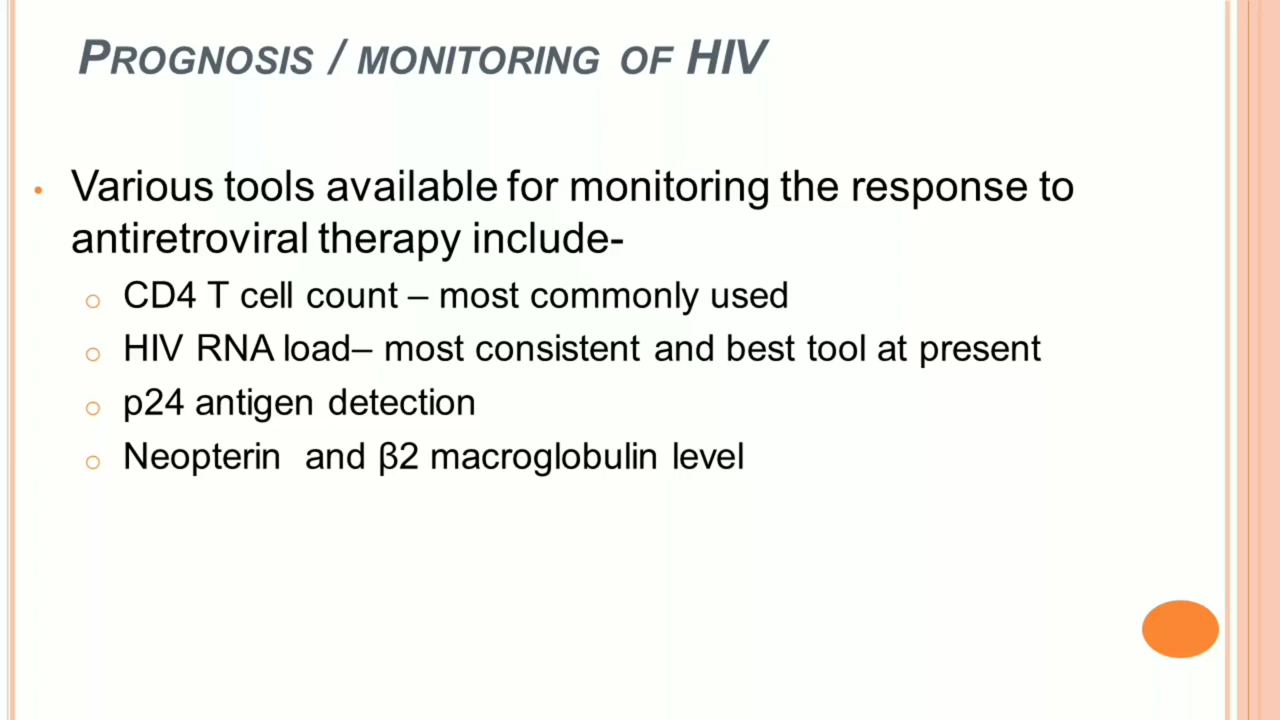 PROGNOSIS / MONITORING OF HIV
• Various tools available for monitoring the response to
antiretroviral therapy include-
o CD4 T cell count – most commonly used
o HIV RNA load– most consistent and best tool at present
o p24 antigen detection
o Neopterin and β2 macroglobulin level